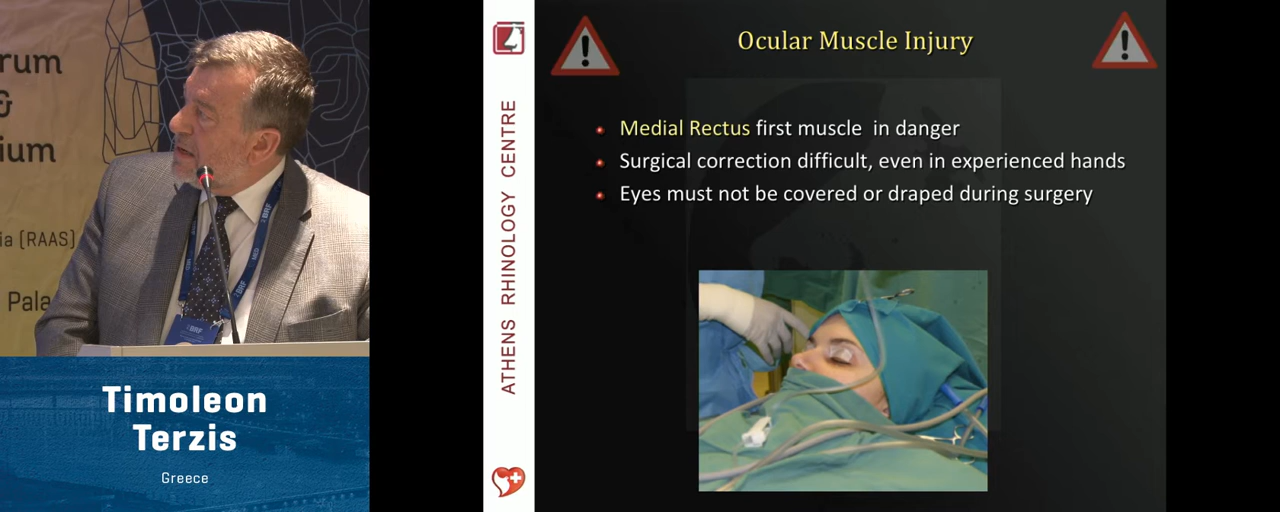 rum
&
ium
ia (RAAS)
Pala
BRF
Timoleon
Terzis
Greece
ATHENS RHINOLOGY CENTRE
Ocular Muscle Injury
Medial Rectus first muscle in danger
Surgical correction difficult, even in experienced hands
Eyes must not be covered or draped during surgery